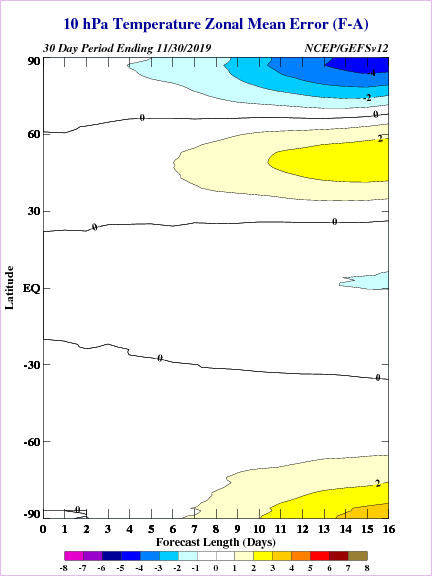 10 hPa Temperature Zonal Mean Error (F-A)
30 Day Period Ending 11/30/2019 NCEP/GEFSv12
90
-4
-2
0 0
60
2
30
0 0
Latitude
EQ
-30
0 0
-60
2
0
-90
0 1 2 3 4 5 6 7 8 9 10 11 12 13 14 15 16
Forecast Length (Days)
-8 -7 -6 -5 -4 -3 -2 -1 0 1 2 3 4 5 6 7 8